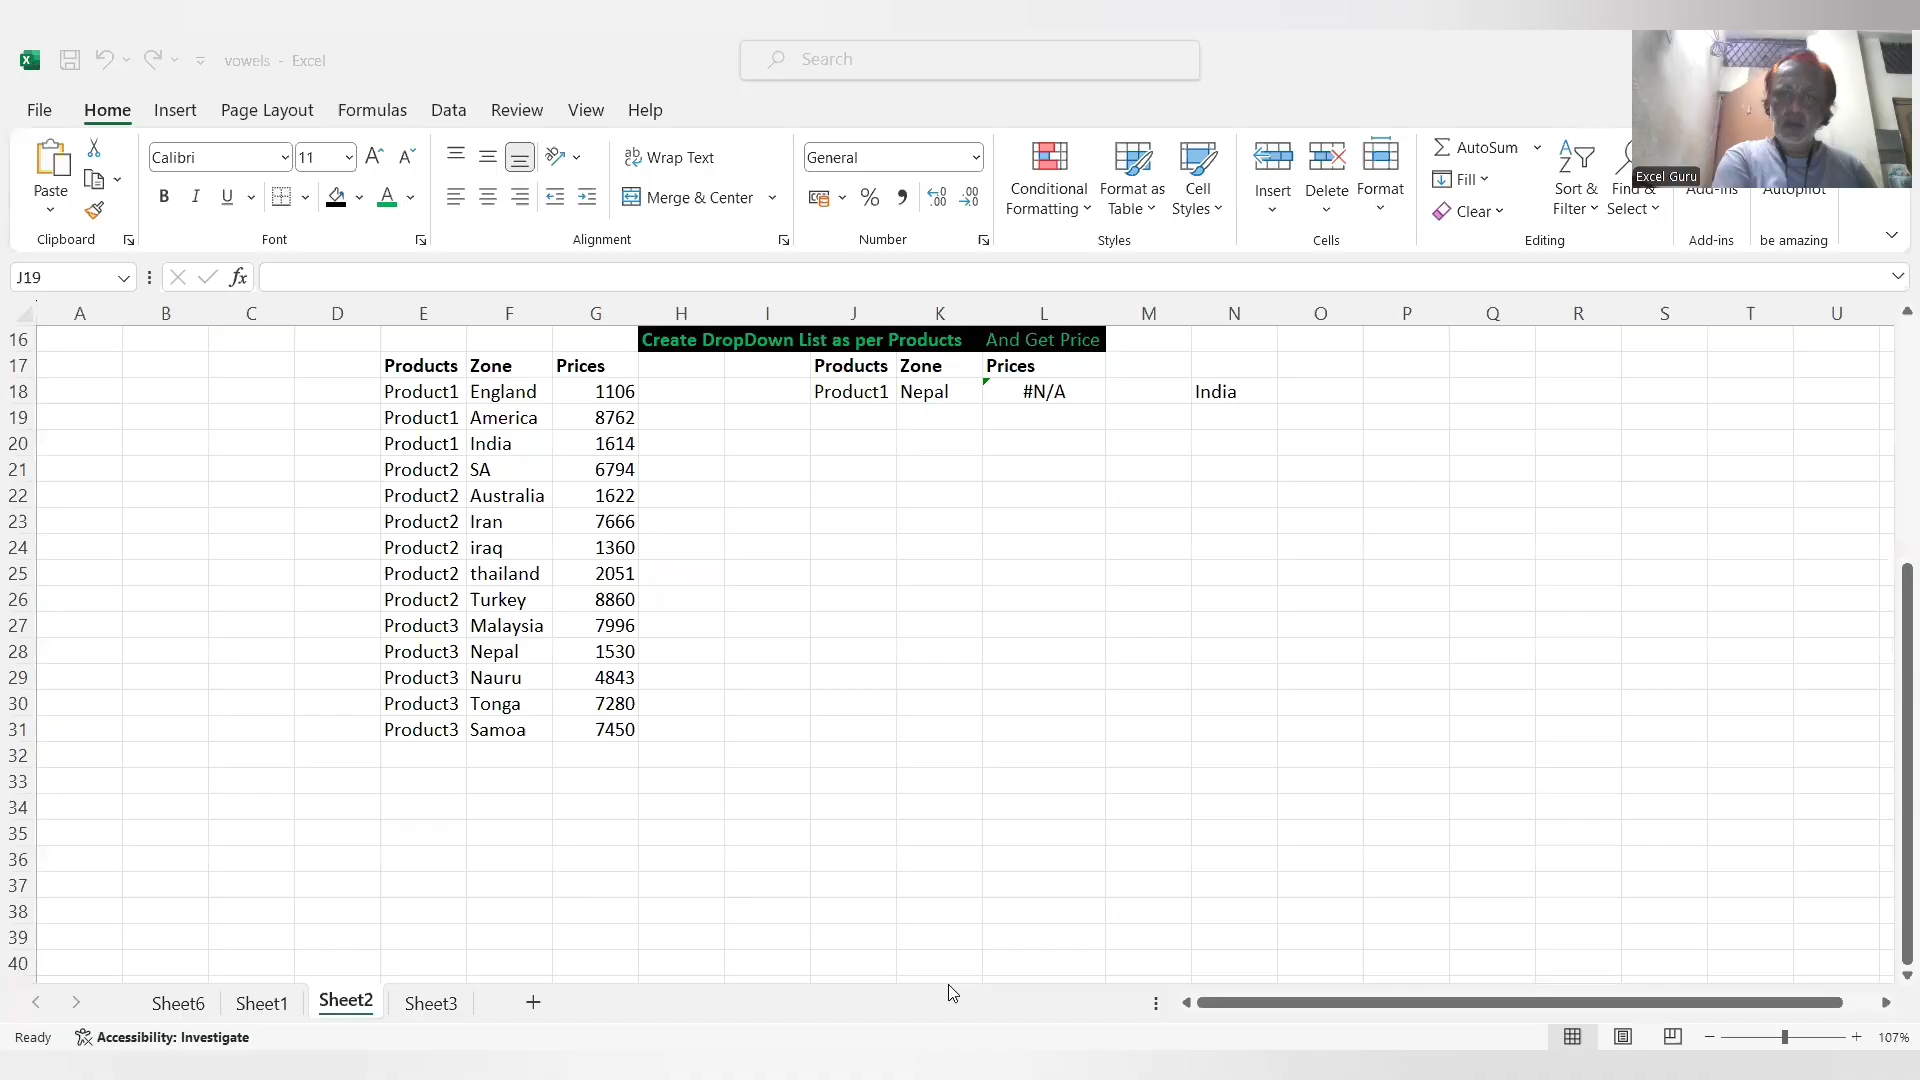 vowels - Excel
Search
File Home Insert Page Layout Formulas Data Review View Help
Paste
Calibri 11
B I U
Wrap Text
Merge & Center
General
Conditional Formatting
Format as Table
Cell Styles
Insert Delete Format
AutoSum
Fill
Clear
Sort & Filter
Find & Select
Add-ins
Autopilot
Excel Guru
Clipboard Font Alignment Number Styles Cells Editing Add-ins be amazing
J19 fx
A B C D E F G H I J K L M N O P Q R S T U
16 Create DropDown List as per Products And Get Price
17 Products Zone Prices Products Zone Prices
18 Product1 England 1106 Product1 Nepal #N/A India
19 Product1 America 8762
20 Product1 India 1614
21 Product2 SA 6794
22 Product2 Australia 1622
23 Product2 Iran 7666
24 Product2 iraq 1360
25 Product2 thailand 2051
26 Product2 Turkey 8860
27 Product3 Malaysia 7996
28 Product3 Nepal 1530
29 Product3 Nauru 4843
30 Product3 Tonga 7280
31 Product3 Samoa 7450
32
33
34
35
36
37
38
39
40
Sheet6 Sheet1 Sheet2 Sheet3 +
Ready Accessibility: Investigate 107%